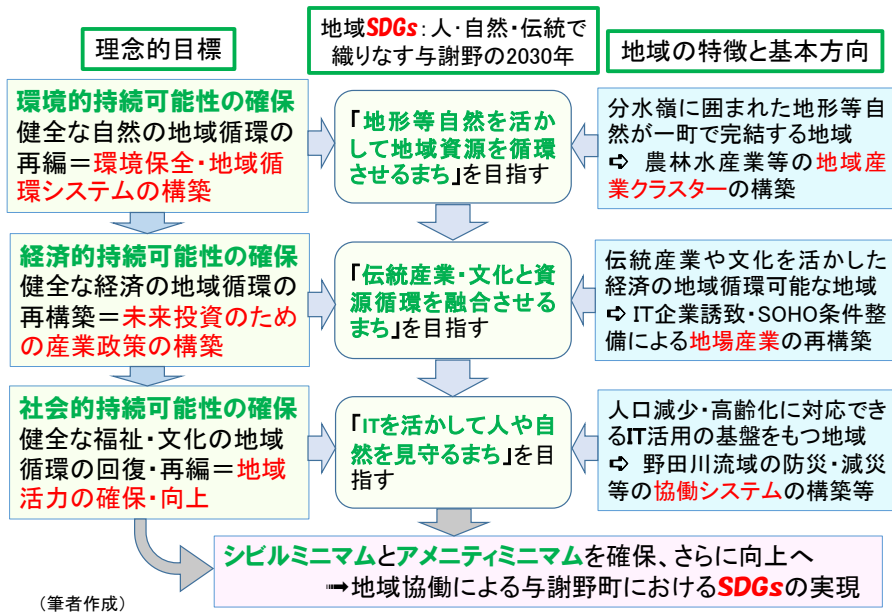 理念的目標
地域SDGs：人・自然・伝統で
織りなす与謝野の2030年
地域の特徴と基本方向
環境的持続可能性の確保
健全な自然の地域循環の
再編＝環境保全・地域循
環システムの構築
「地形等自然を活か
して地域資源を循環
させるまち」を目指す
分水嶺に囲まれた地形等自
然が一町で完結する地域
➪ 農林水産業等の地域産
業クラスターの構築
経済的持続可能性の確保
健全な経済の地域循環の
再構築＝未来投資のため
の産業政策の構築
「伝統産業・文化と資
源循環を融合させる
まち」を目指す
伝統産業や文化を活かした
経済の地域循環可能な地域
➪ IT企業誘致・SOHO条件整
備による地場産業の再構築
社会的持続可能性の確保
健全な福祉・文化の地域
循環の回復・再編＝地域
活力の確保・向上
「ITを活かして人や自
然を見守るまち」を目
指す
人口減少・高齢化に対応でき
るIT活用の基盤をもつ地域
➪ 野田川流域の防災・減災
等の協働システムの構築等
シビルミニマムとアメニティミニマムを確保、さらに向上へ
➟地域協働による与謝野町におけるSDGsの実現
（筆者作成）